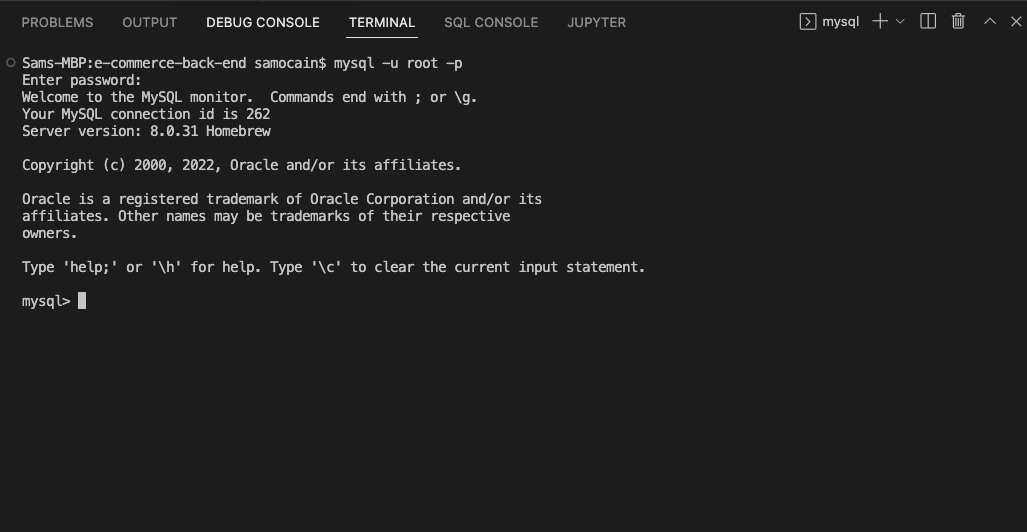 PROBLEMS OUTPUT DEBUG CONSOLE TERMINAL SQL CONSOLE JUPYTER mysql
Sams-MBP:e-commerce-back-end samocain$ mysql -u root -p
Enter password:
Welcome to the MySQL monitor.  Commands end with ; or \g.
Your MySQL connection id is 262
Server version: 8.0.31 Homebrew
Copyright (c) 2000, 2022, Oracle and/or its affiliates.
Oracle is a registered trademark of Oracle Corporation and/or its
affiliates. Other names may be trademarks of their respective
owners.
Type 'help;' or '\h' for help. Type '\c' to clear the current input statement.
mysql>